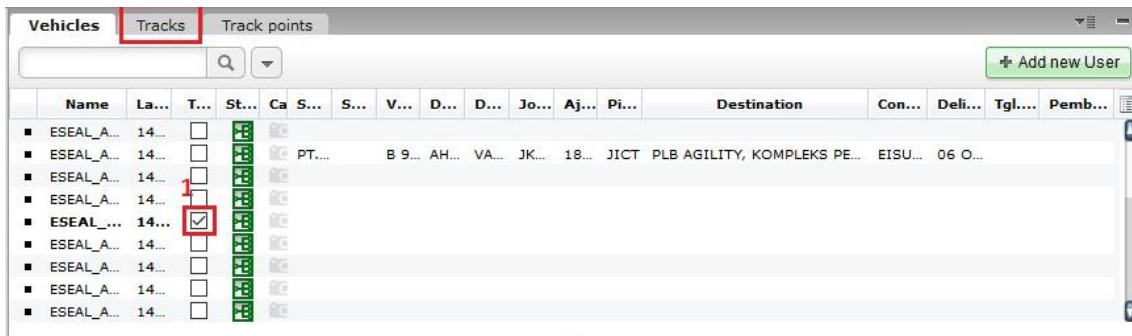 Vehicles Tracks Track points
+ Add new User
Name La... T... St... Ca S... S... V... D... D... Jo... Aj... Pi... Destination Con... Deli... Tgl.... Pemb...
ESEAL_A... 14...
ESEAL_A... 14... PT.... B 9... AH... VA... JK... 18... JICT PLB AGILITY, KOMPLEKS PE... EISU... 06 O...
ESEAL_A... 14...
1
ESEAL_A... 14...
ESEAL_... 14...
ESEAL_A... 14...
ESEAL_A... 14...
ESEAL_A... 14...
ESEAL_A... 14...